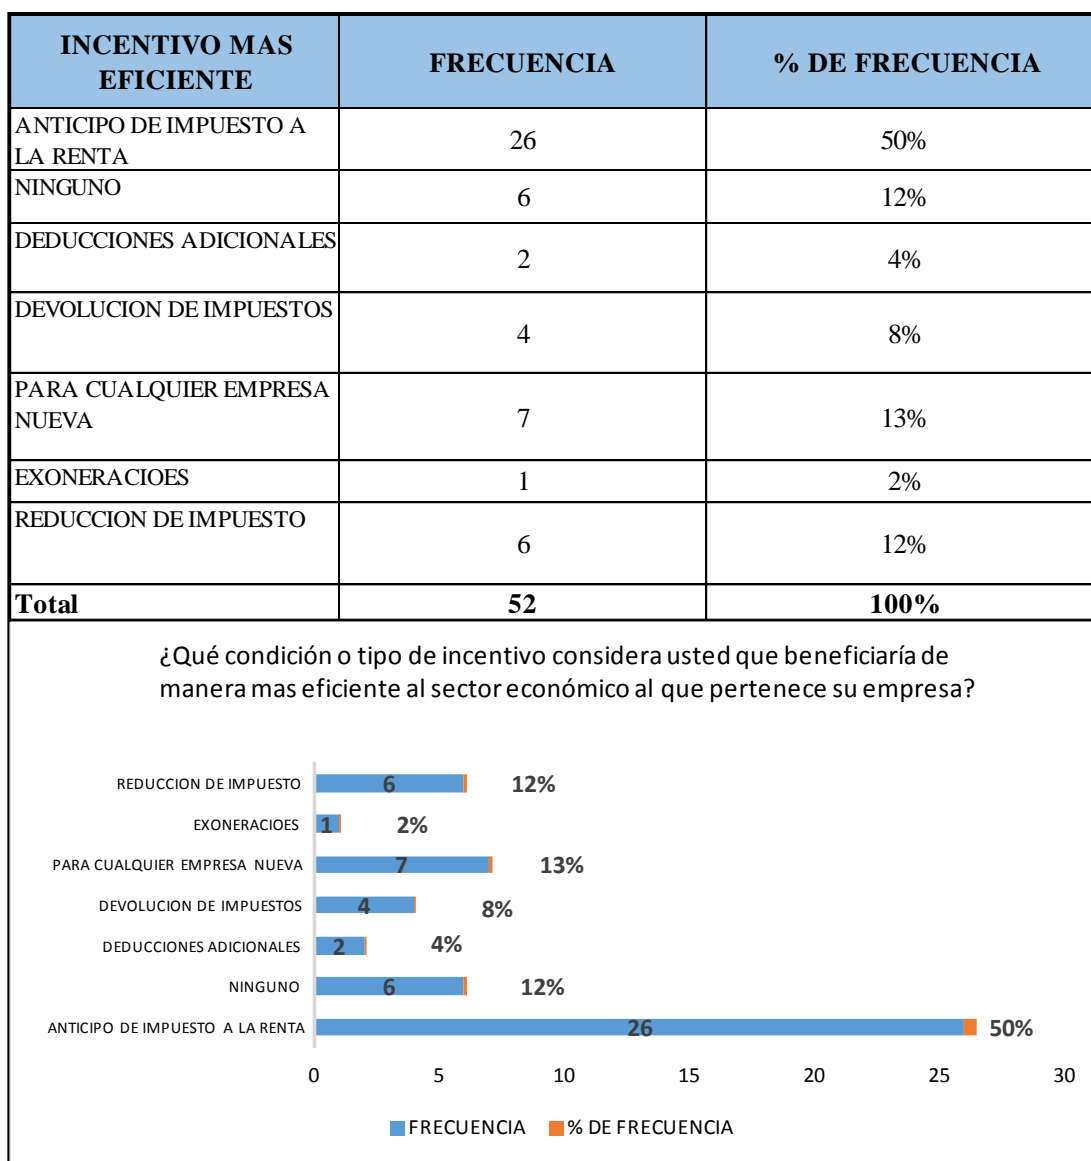 INCENTIVO MAS EFICIENTE FRECUENCIA % DE FRECUENCIA
ANTICIPO DE IMPUESTO A LA RENTA 26 50%
NINGUNO 6 12%
DEDUCCIONES ADICIONALES 2 4%
DEVOLUCION DE IMPUESTOS 4 8%
PARA CUALQUIER EMPRESA NUEVA 7 13%
EXONERACIOES 1 2%
REDUCCION DE IMPUESTO 6 12%
Total 52 100%
¿Qué condición o tipo de incentivo considera usted que beneficiaría de
manera mas eficiente al sector económico al que pertenece su empresa?
REDUCCION DE IMPUESTO 6 12%
EXONERACIOES 1 2%
PARA CUALQUIER EMPRESA NUEVA 7 13%
DEVOLUCION DE IMPUESTOS 4 8%
DEDUCCIONES ADICIONALES 2 4%
NINGUNO 6 12%
ANTICIPO DE IMPUESTO A LA RENTA 26 50%
0 5 10 15 20 25 30
FRECUENCIA % DE FRECUENCIA